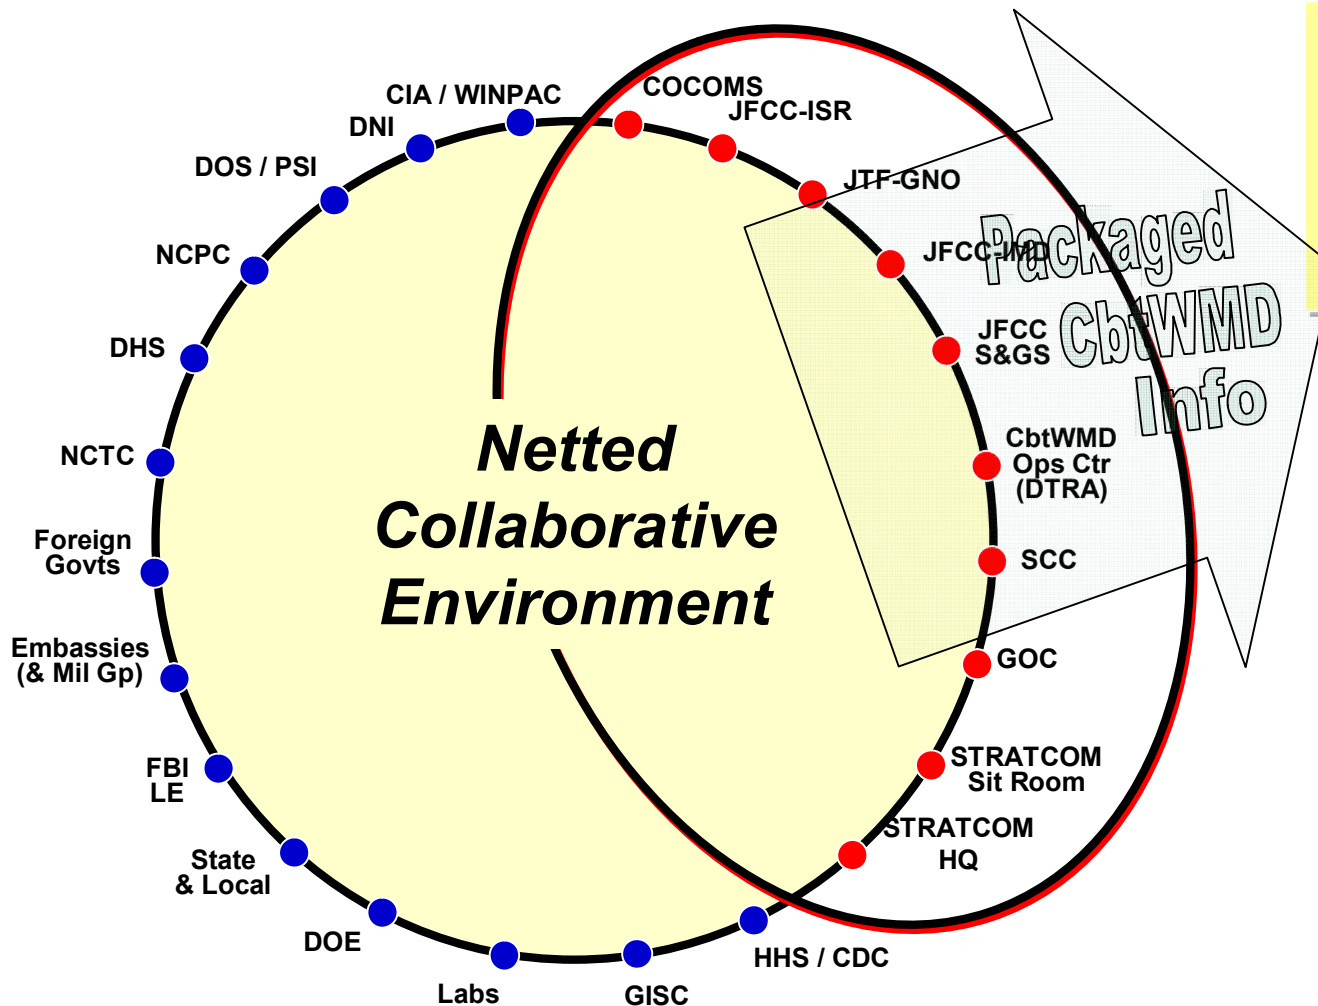 CIA / WINPAC
COCOMS
JFCC-ISR
DNI
DOS / PSI
JTF-GNO
NCPC
JFCC-IMD
Packaged
CbtWMD
Info
DHS
JFCC
S&GS
NCTC
CbtWMD
Ops Ctr
(DTRA)
Netted
Collaborative
Environment
Foreign
Govts
SCC
Embassies
(& Mil Gp)
GOC
FBI
LE
STRATCOM
Sit Room
State
& Local
STRATCOM
HQ
DOE
HHS / CDC
Labs
GISC